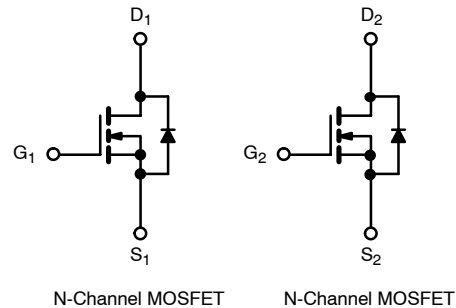 D1 D2
G1 G2
S1 S2
N-Channel MOSFET N-Channel MOSFET